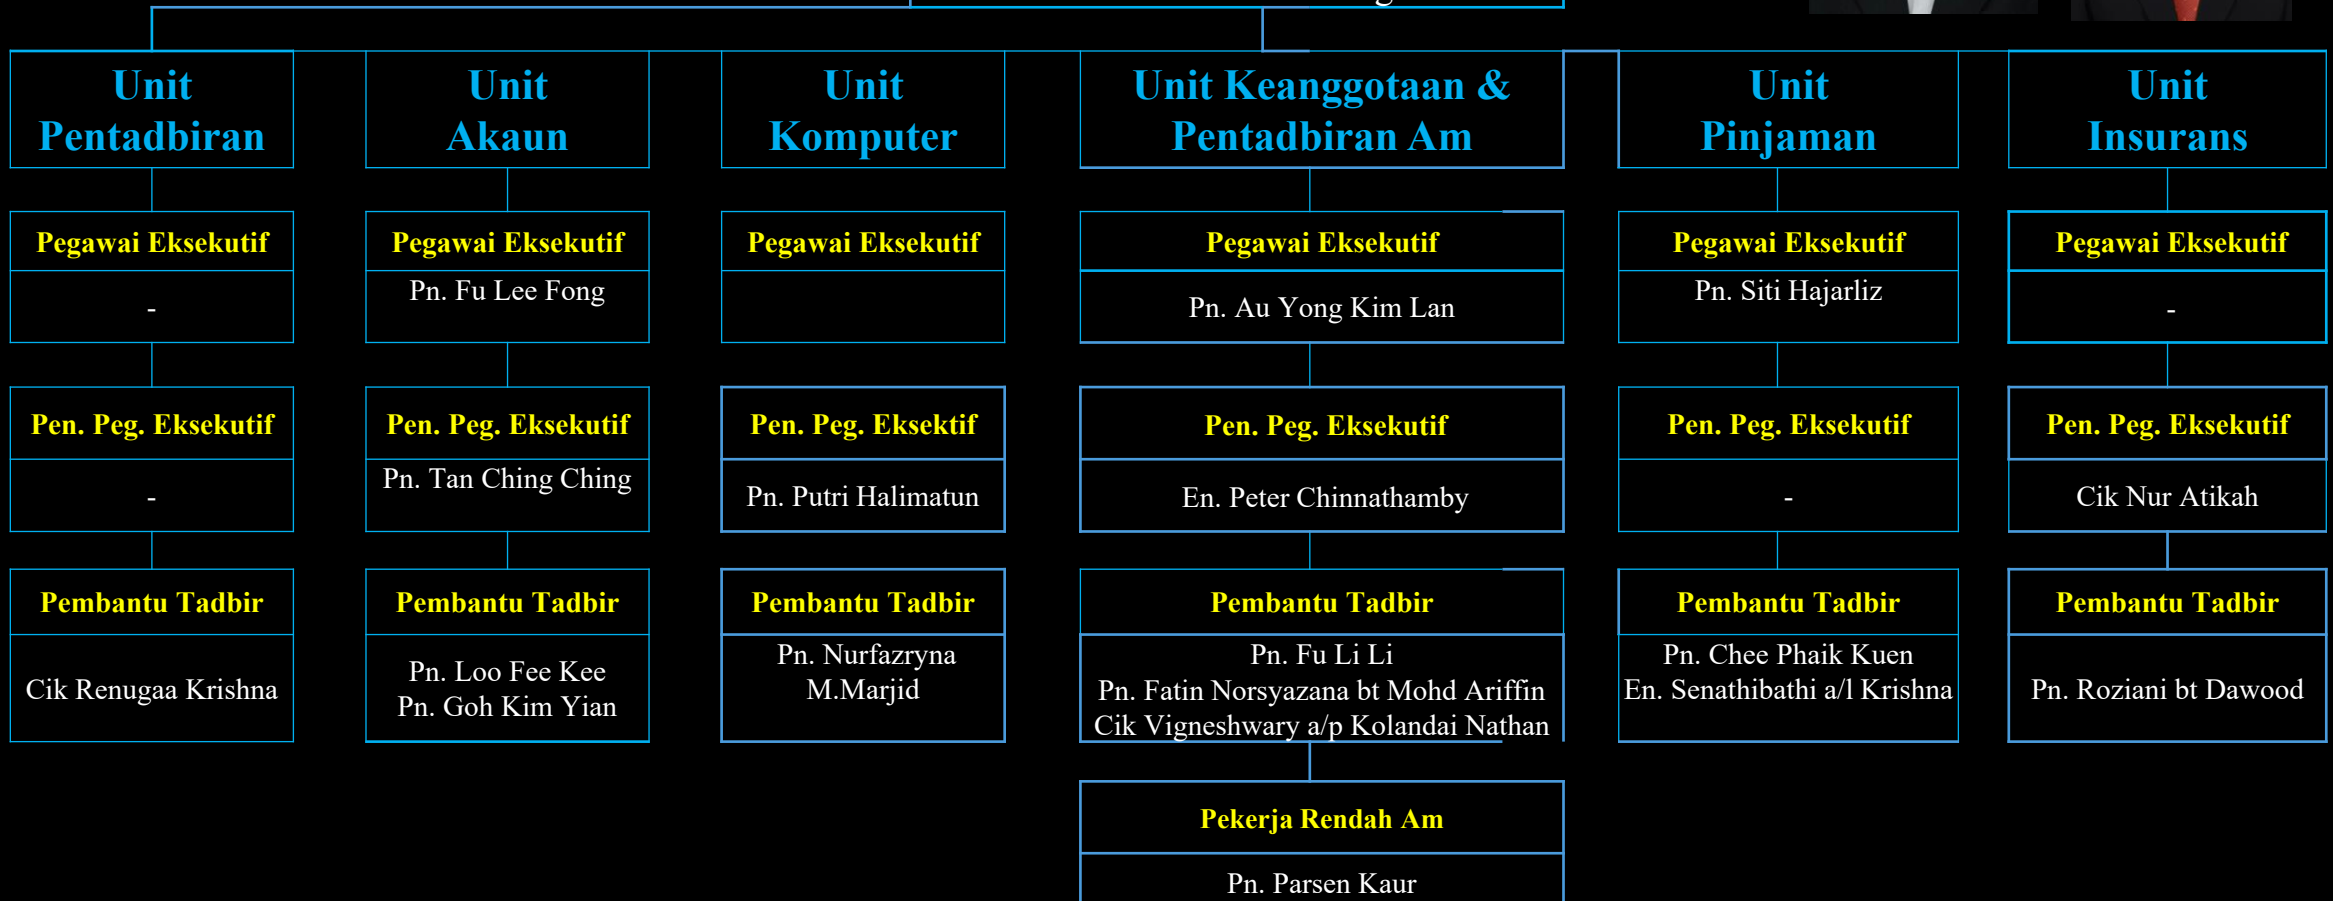 Unit
Pentadbiran
Unit
Akaun
Unit
Komputer
Unit Keanggotaan &
Pentadbiran Am
Unit
Pinjaman
Unit
Insurans
Pegawai Eksekutif
Pegawai Eksekutif
Pegawai Eksekutif
Pegawai Eksekutif
Pegawai Eksekutif
Pegawai Eksekutif
-
Pn. Fu Lee Fong
Pn. Au Yong Kim Lan
Pn. Siti Hajarliz
-
Pen. Peg. Eksekutif
Pen. Peg. Eksekutif
Pen. Peg. Eksektif
Pen. Peg. Eksekutif
Pen. Peg. Eksekutif
Pen. Peg. Eksekutif
-
Pn. Tan Ching Ching
Pn. Putri Halimatun
En. Peter Chinnathamby
-
Cik Nur Atikah
Pembantu Tadbir
Pembantu Tadbir
Pembantu Tadbir
Pembantu Tadbir
Pembantu Tadbir
Pembantu Tadbir
Cik Renugaa Krishna
Pn. Loo Fee Kee
Pn. Goh Kim Yian
Pn. Nurfazryna
M.Marjid
Pn. Fu Li Li
Pn. Fatin Norsyazana bt Mohd Ariffin
Cik Vigneshwary a/p Kolandai Nathan
Pn. Chee Phaik Kuen
En. Senathibathi a/l Krishna
Pn. Roziani bt Dawood
Pekerja Rendah Am
Pn. Parsen Kaur